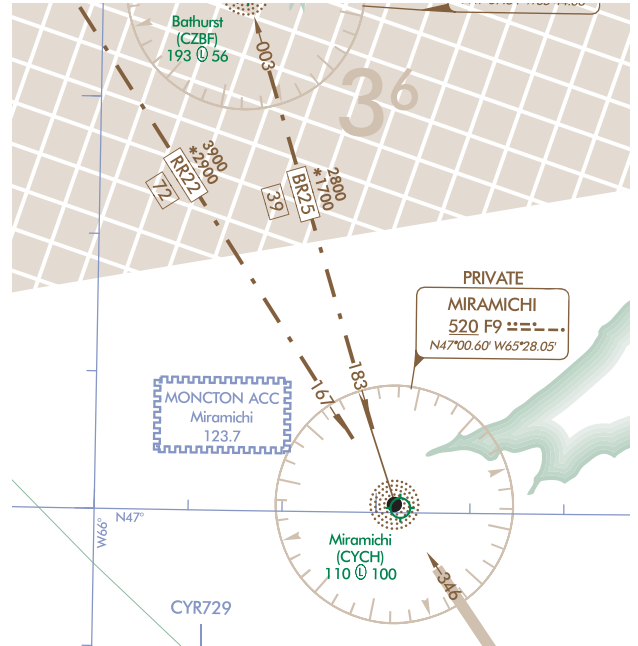 Bathurst
(CZBF)
193 Ⓛ 56
003
3⁶
3900
*2900
RR22
72
2800
*1700
BR25
39
PRIVATE
MIRAMICHI
520 F9
N47°00.60' W65°28.05'
167
183
MONCTON ACC
Miramichi
123.7
N47°
W66°
Miramichi
(CYCH)
110 Ⓛ 100
346
CYR729